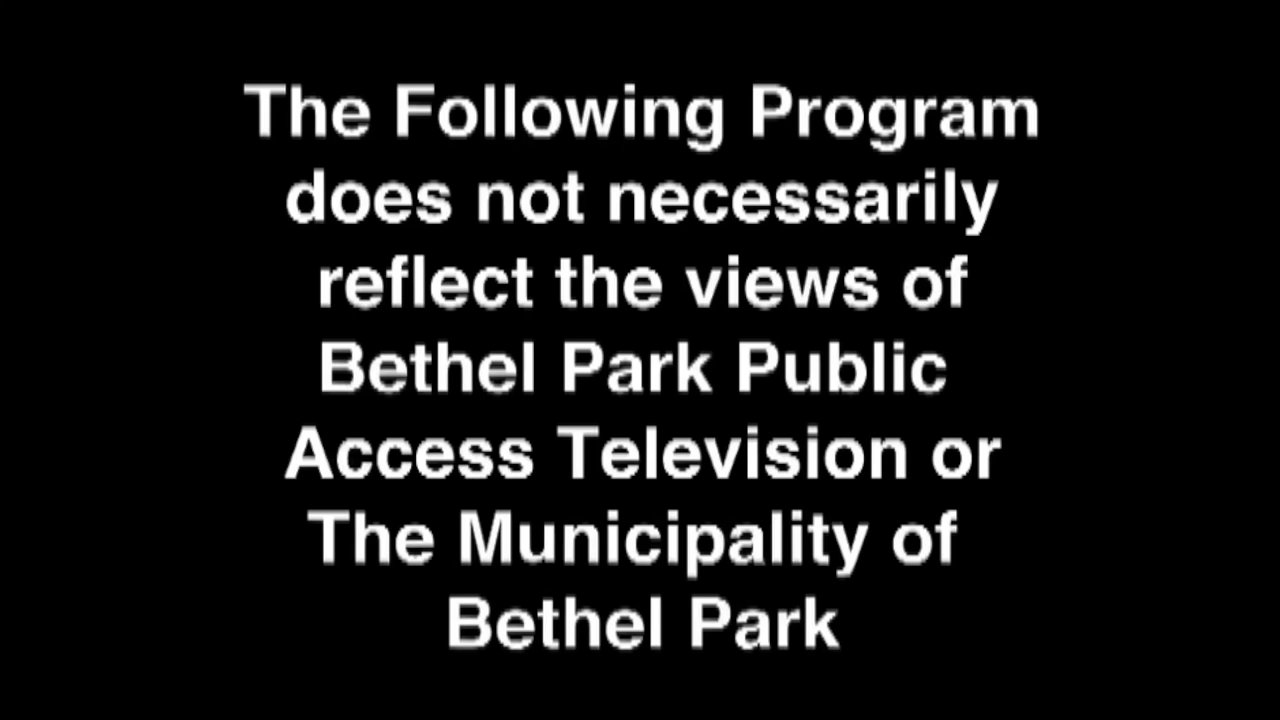 The Following Program
does not necessarily
reflect the views of
Bethel Park Public
Access Television or
The Municipality of
Bethel Park